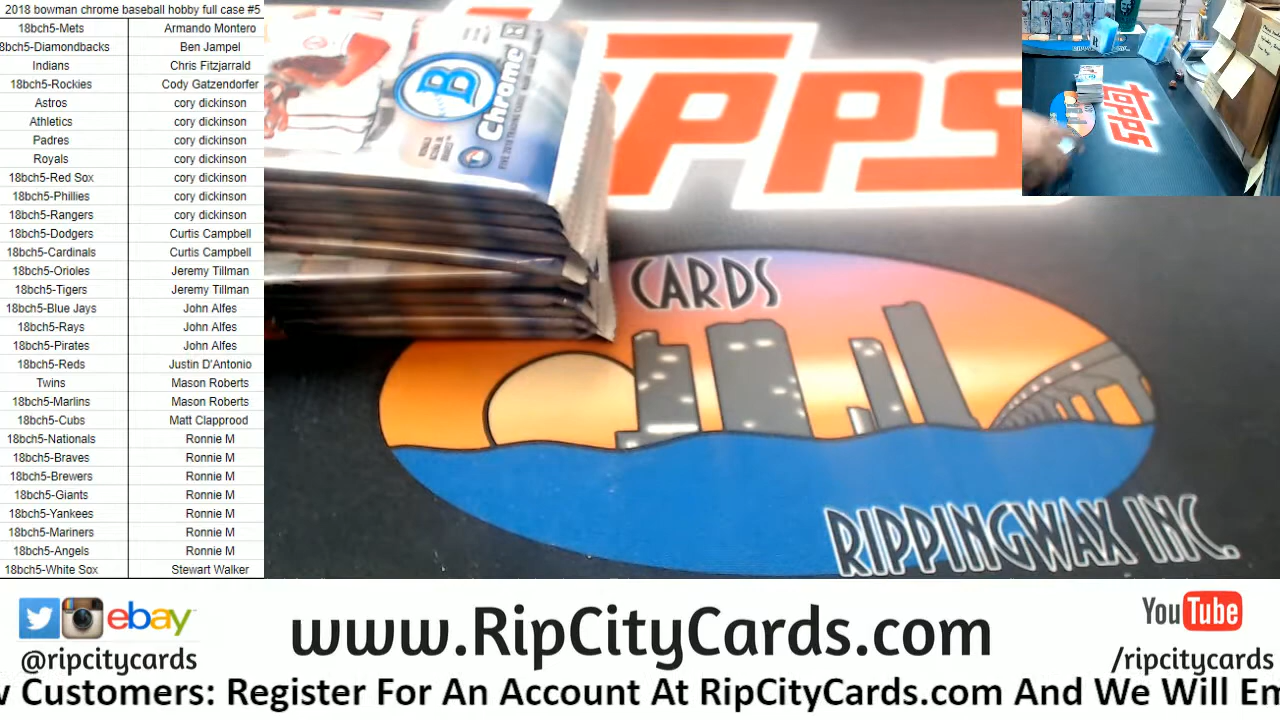 2018 bowman chrome baseball hobby full case #5
18bch5-Mets Armando Montero
8bch5-Diamondbacks Ben Jampel
Indians Chris Fitzjarrald
18bch5-Rockies Cody Gatzendorfer
Astros cory dickinson
Athletics cory dickinson
Padres cory dickinson
Royals cory dickinson
18bch5-Red Sox cory dickinson
18bch5-Phillies cory dickinson
18bch5-Rangers cory dickinson
18bch5-Dodgers Curtis Campbell
18bch5-Cardinals Curtis Campbell
18bch5-Orioles Jeremy Tillman
18bch5-Tigers Jeremy Tillman
18bch5-Blue Jays John Alfes
18bch5-Rays John Alfes
18bch5-Pirates John Alfes
18bch5-Reds Justin D'Antonio
Twins Mason Roberts
18bch5-Marlins Mason Roberts
18bch5-Cubs Matt Clapprood
18bch5-Nationals Ronnie M
18bch5-Braves Ronnie M
18bch5-Brewers Ronnie M
18bch5-Giants Ronnie M
18bch5-Yankees Ronnie M
18bch5-Mariners Ronnie M
18bch5-Angels Ronnie M
18bch5-White Sox Stewart Walker
B Chrome
topps
CARDS
RIPPINGWAX INC.
topps
ebay
@ripcitycards
www.RipCityCards.com
YouTube
/ripcitycards
w Customers: Register For An Account At RipCityCards.com And We Will Em